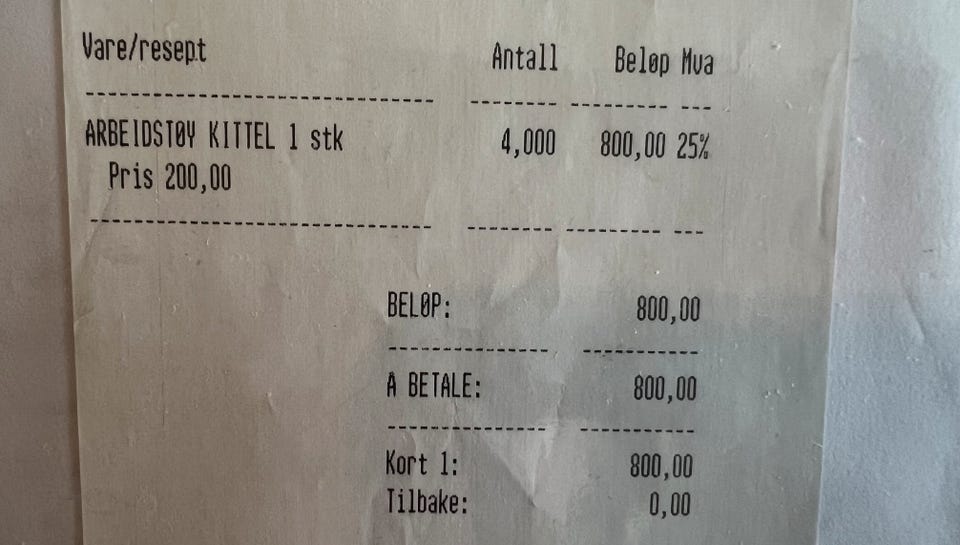 Vare/resept Antall Beløp Mva
------------------------------- -------- --------- ---
ARBEIDSTØY KITTEL 1 stk 4,000 800,00 25%
Pris 200,00
------------------------------- -------- --------- ---
BELØP: 800,00
--------------- -----------
A BETALE: 800,00
--------------- -----------
Kort 1: 800,00
Tilbake: 0,00